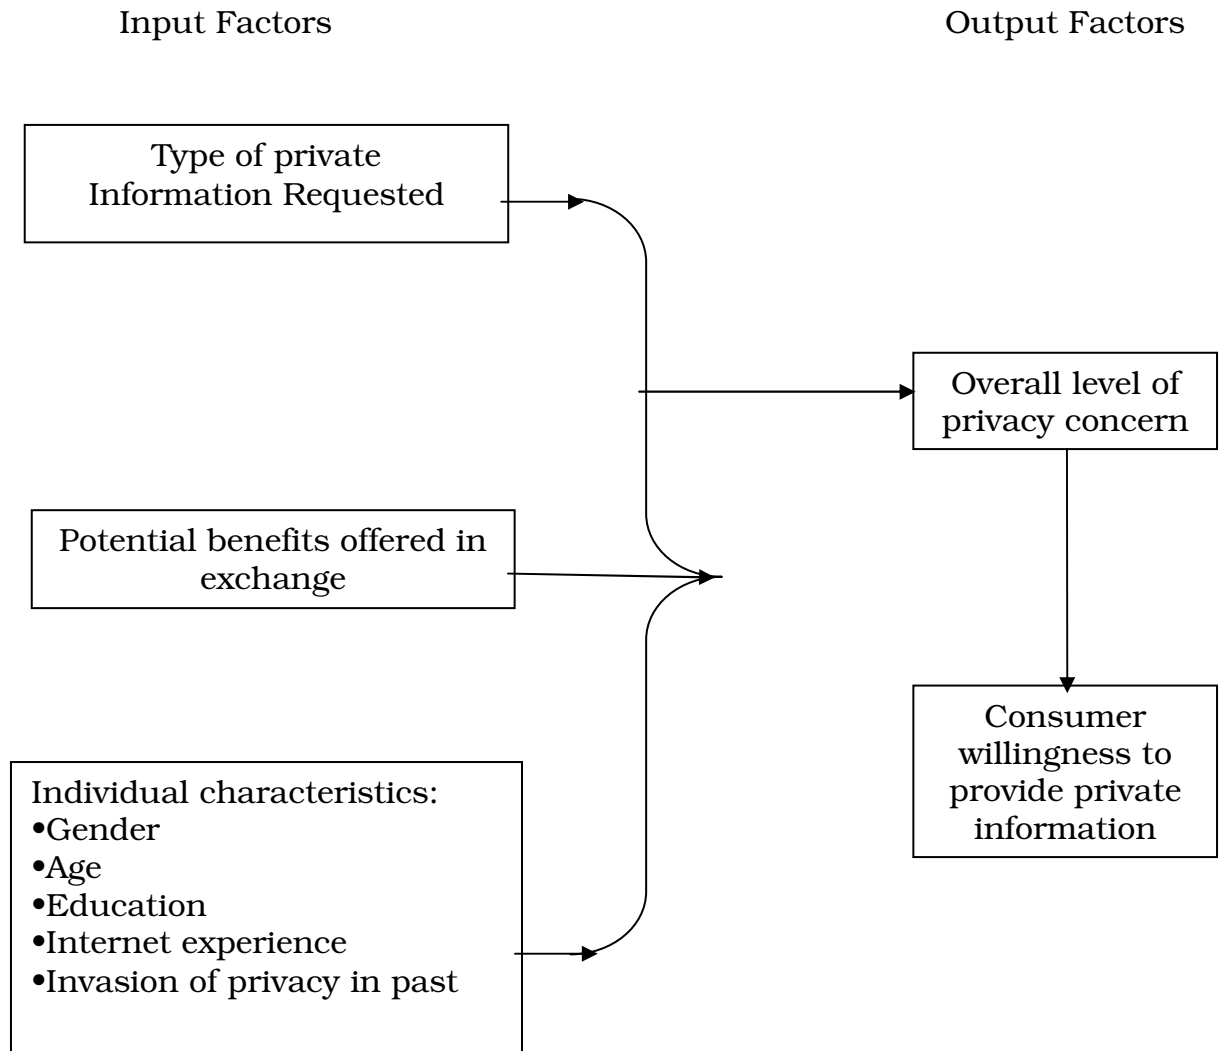 Input Factors
Output Factors
Type of private
Information Requested
Overall level of
privacy concern
Potential benefits offered in
exchange
Consumer
willingness to
provide private
information
Individual characteristics:
•Gender
•Age
•Education
•Internet experience
•Invasion of privacy in past